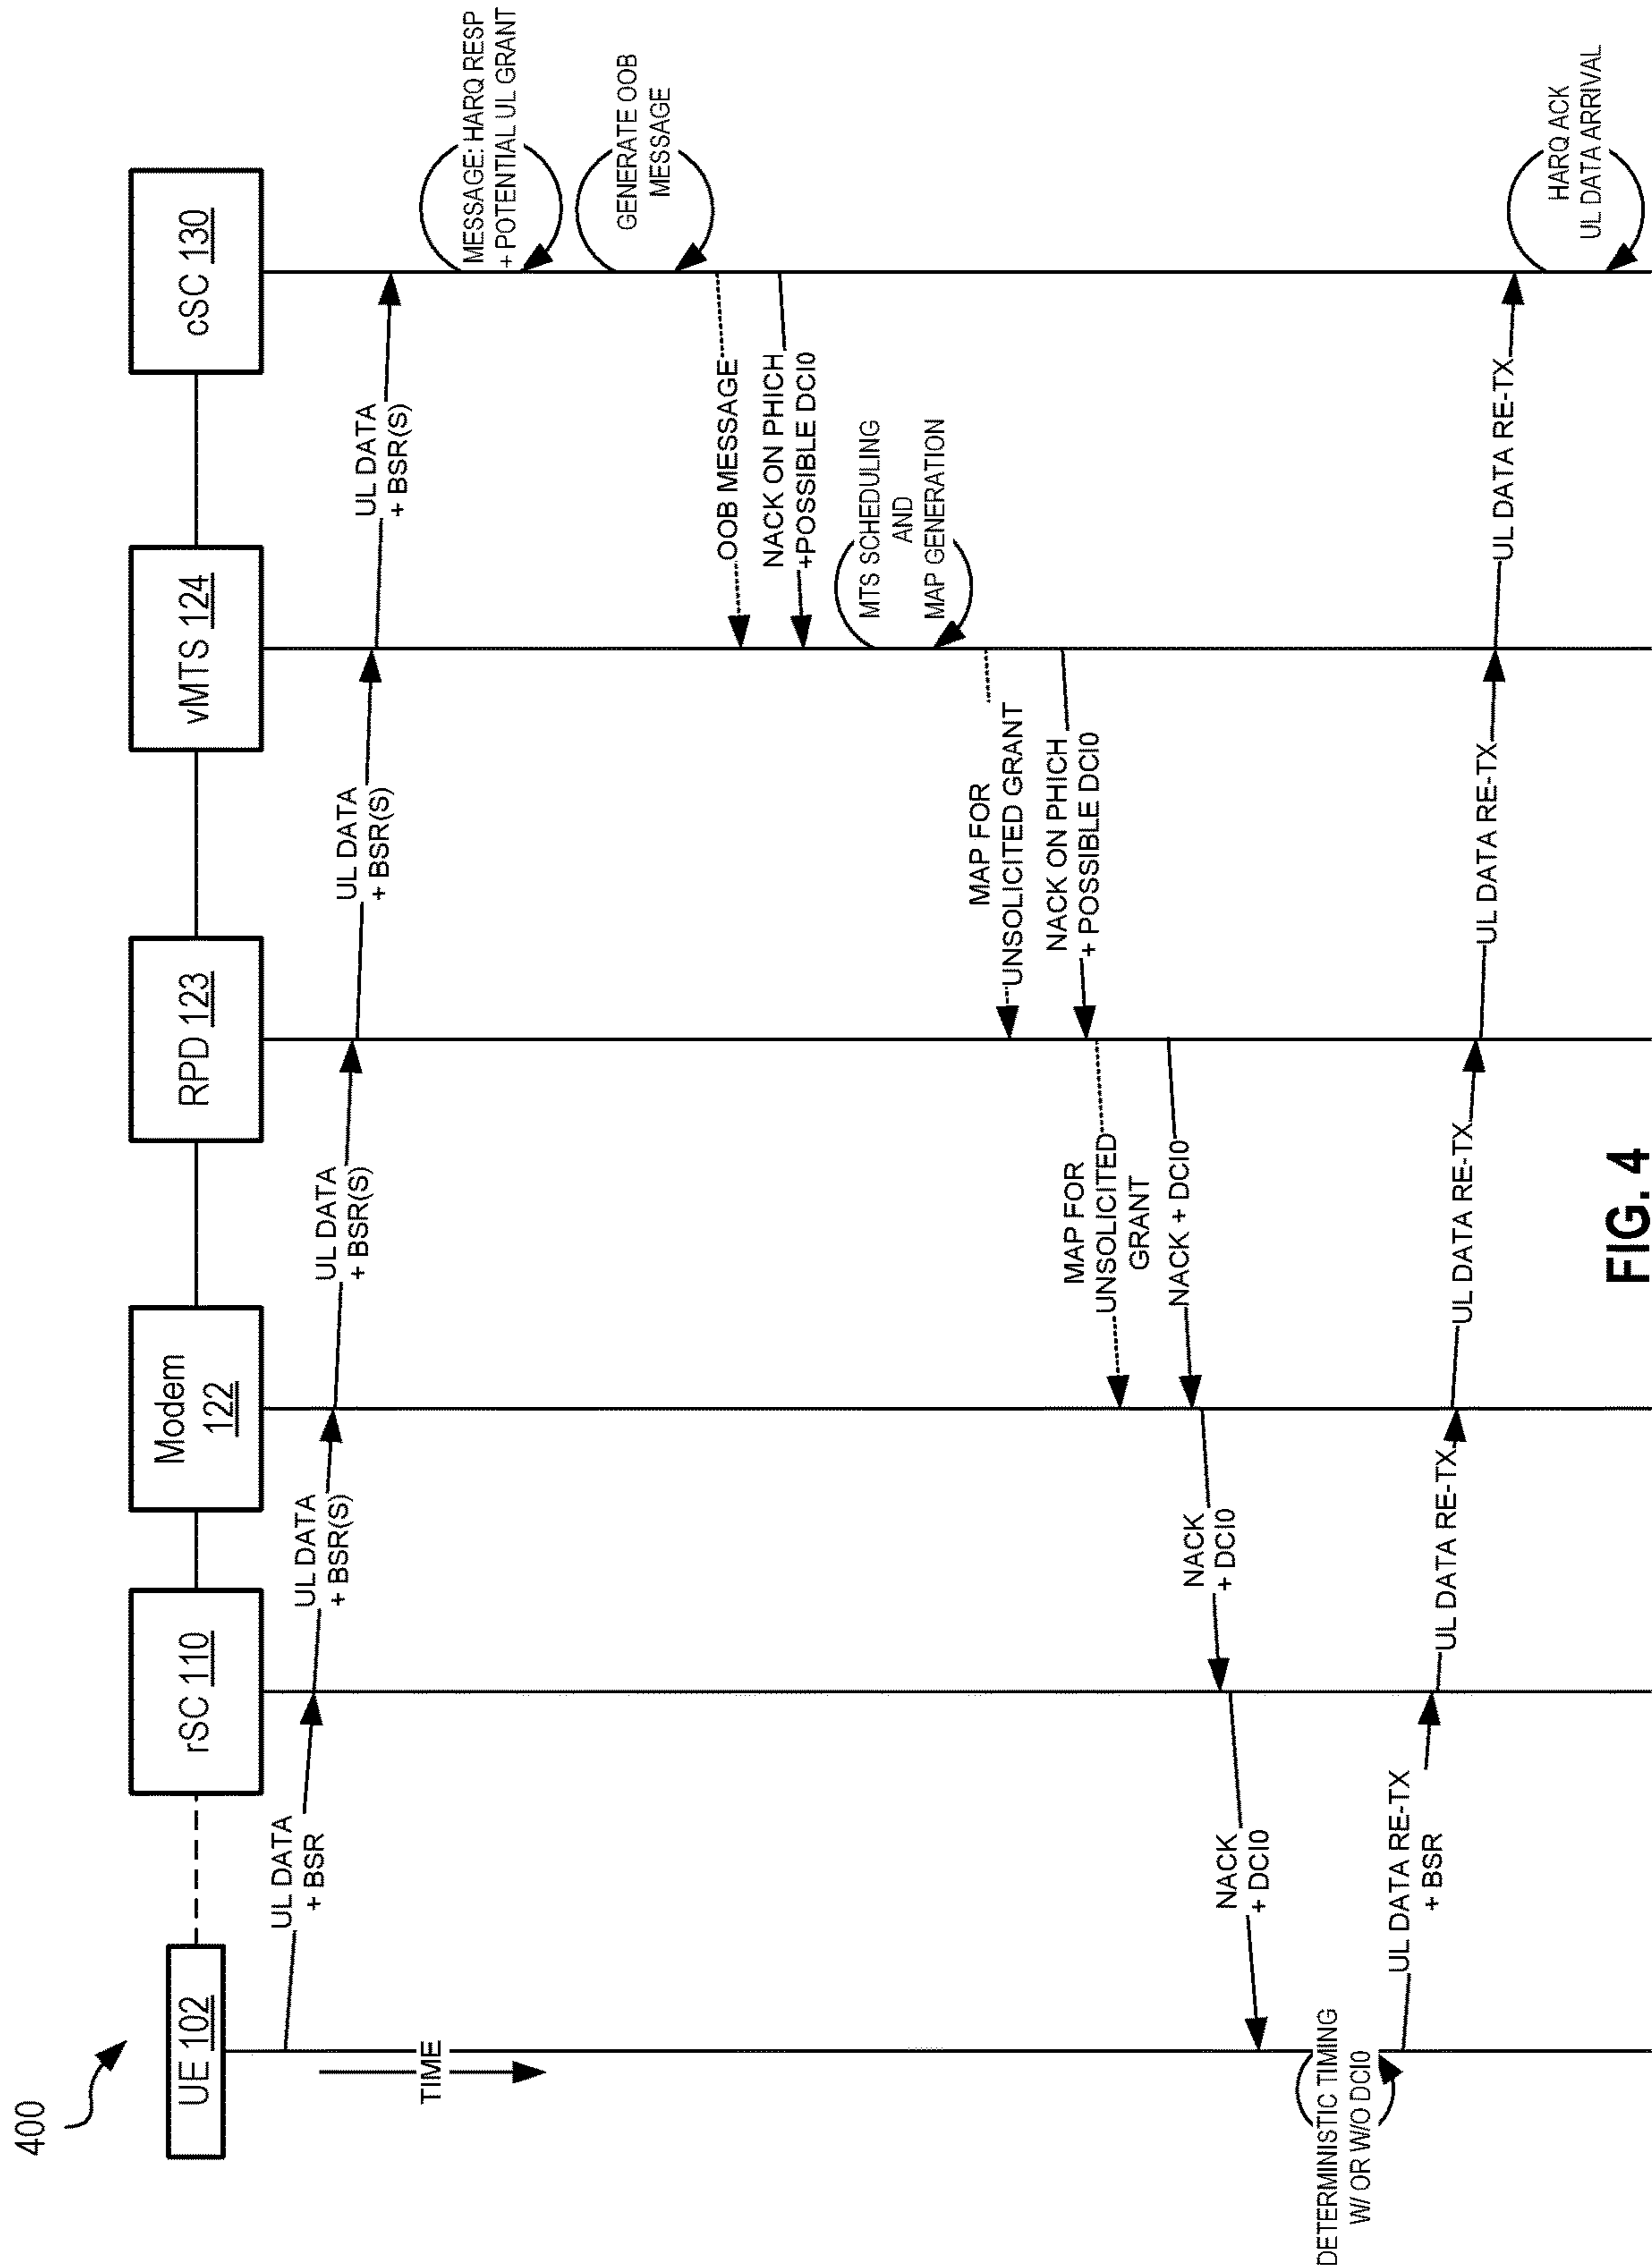 400
UE 102
rSC 110
Modem
122
RPD 123
vMTS 124
cSC 130
TIME
UL DATA
+ BSR
UL DATA
+ BSR(S)
UL DATA
+ BSR(S)
UL DATA
+ BSR(S)
UL DATA
+ BSR(S)
MESSAGE: HARQ RESP
+ POTENTIAL UL GRANT
GENERATE OOB
MESSAGE
OOB MESSAGE
NACK ON PHICH
+POSSIBLE DCI0
MTS SCHEDULING
AND
MAP GENERATION
MAP FOR
UNSOLICITED GRANT
NACK ON PHICH
+ POSSIBLE DCI0
MAP FOR
UNSOLICITED
GRANT
NACK + DCI0
NACK
+ DCI0
NACK
+ DCI0
DETERMINISTIC TIMING
W/ OR W/O DCI0
UL DATA RE-TX
+ BSR
UL DATA RE-TX
UL DATA RE-TX
UL DATA RE-TX
UL DATA RE-TX
HARQ ACK
UL DATA ARRIVAL
FIG. 4